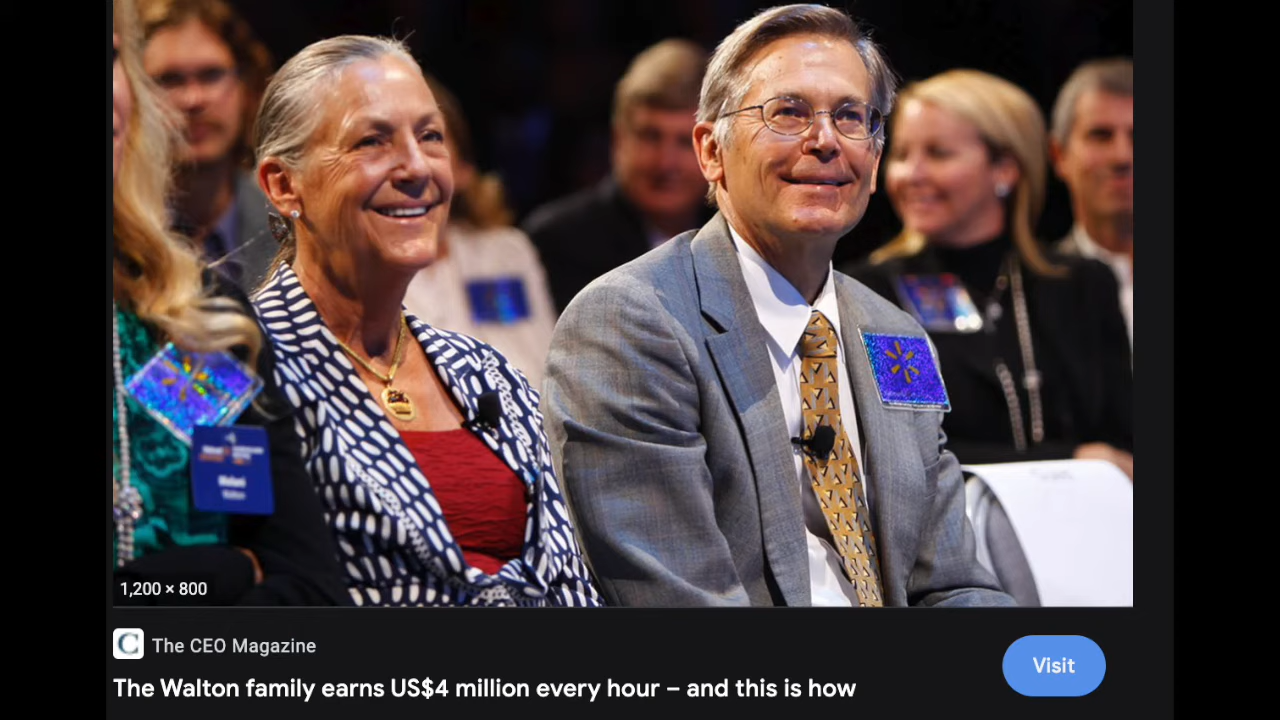 Walton
1,200 × 800
C The CEO Magazine
Visit
The Walton family earns US$4 million every hour – and this is how